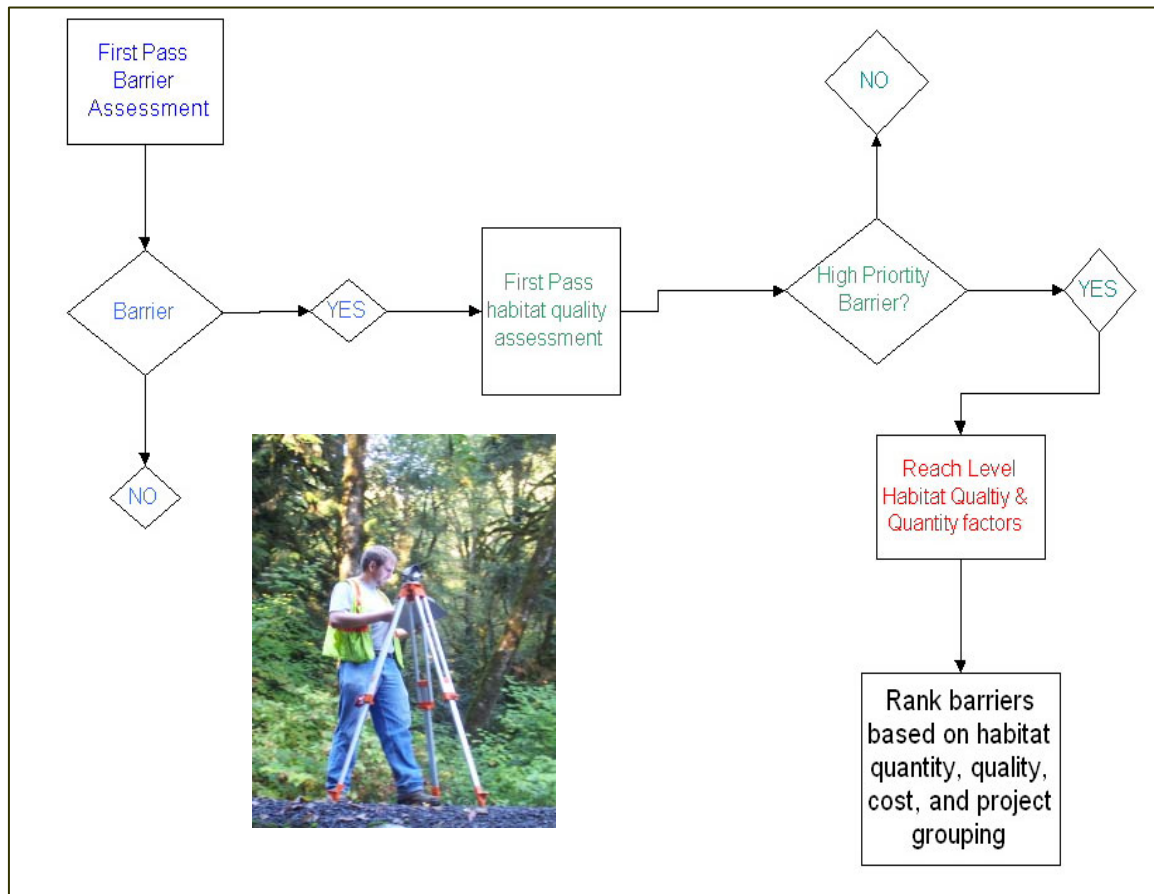 First Pass
Barrier
Assessment
Barrier
YES
NO
First Pass
habitat quality
assessment
High Priortity
Barrier?
NO
YES
Reach Level
Habitat Qualtiy &
Quantity factors
Rank barriers
based on habitat
quantity, quality,
cost, and project
grouping